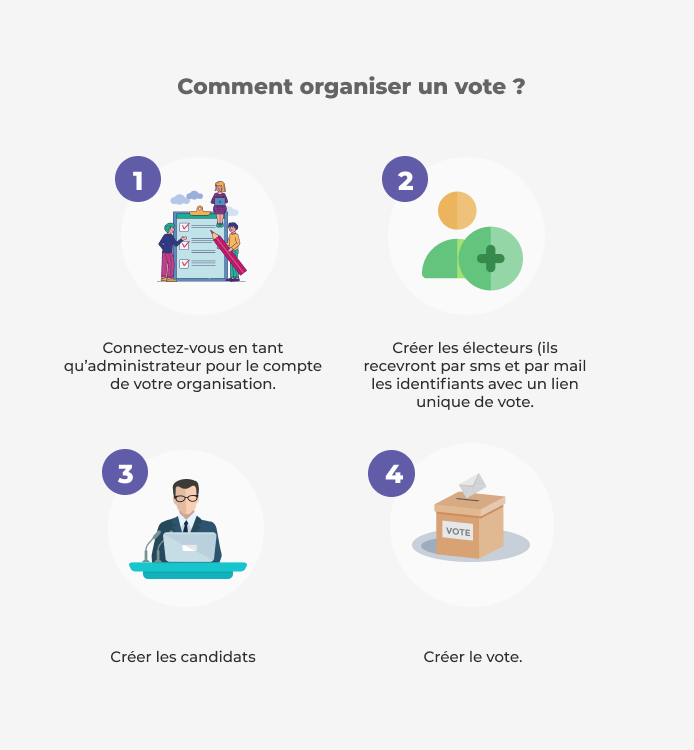 Comment organiser un vote ?
1
Connectez-vous en tant
qu’administrateur pour le compte
de votre organisation.
2
Créer les électeurs (ils
recevront par sms et par mail
les identifiants avec un lien
unique de vote.
3
Créer les candidats
4
VOTE
Créer le vote.